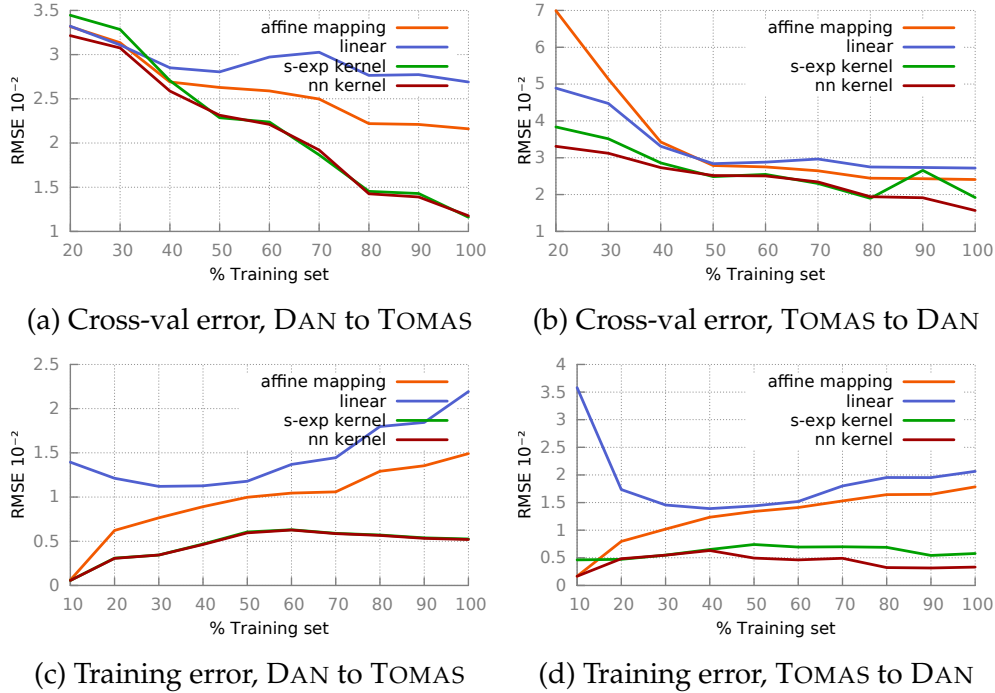 3.5
3
2.5
2
1.5
1
RMSE 10⁻²
affine mapping
linear
s-exp kernel
nn kernel
20 30 40 50 60 70 80 90 100
% Training set
(a) Cross-val error, DAN to TOMAS
7
6
5
4
3
2
1
RMSE 10⁻²
affine mapping
linear
s-exp kernel
nn kernel
20 30 40 50 60 70 80 90 100
% Training set
(b) Cross-val error, TOMAS to DAN
2.5
2
1.5
1
0.5
0
RMSE 10⁻²
affine mapping
linear
s-exp kernel
nn kernel
10 20 30 40 50 60 70 80 90 100
% Training set
(c) Training error, DAN to TOMAS
4
3.5
3
2.5
2
1.5
1
0.5
0
RMSE 10⁻²
affine mapping
linear
s-exp kernel
nn kernel
10 20 30 40 50 60 70 80 90 100
% Training set
(d) Training error, TOMAS to DAN